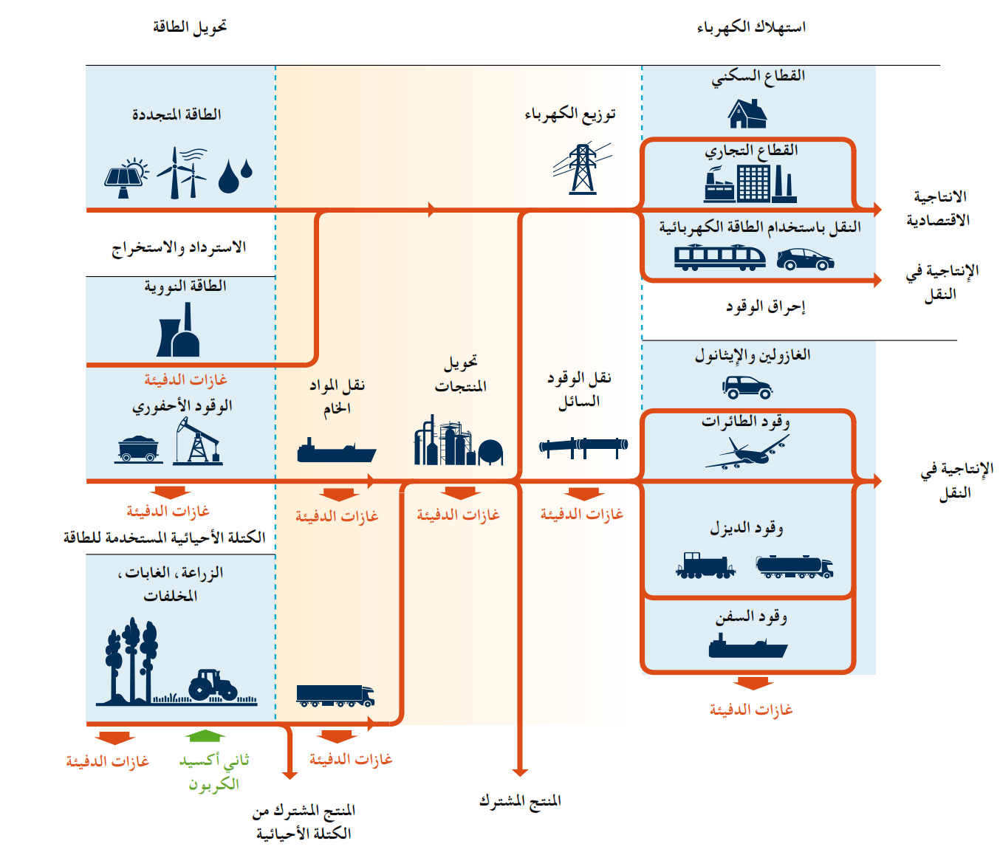 استهلاك الكهرباء
تحويل الطاقة
القطاع السكني
الطاقة المتجددة
توزيع الكهرباء
القطاع التجاري
الانتاجية
الاقتصادية
النقل باستخدام الطاقة الكهربائية
الاسترداد والاستخراج
الإنتاجية في
النقل
الطاقة النووية
إحراق الوقود
الغازولين والإيثانول
تحويل
المنتجات
نقل الوقود
السائل
نقل المواد
الخام
غازات الدفيئة
الوقود الأحفوري
وقود الطائرات
الإنتاجية في
النقل
غازات الدفيئة
غازات الدفيئة
غازات الدفيئة
غازات الدفيئة
وقود الديزل
الكتلة الأحيائية المستخدمة للطاقة
الزراعة، الغابات،
المخلفات
وقود السفن
غازات الدفيئة
غازات الدفيئة
ثاني أكسيد
الكربون
غازات الدفيئة
المنتج المشترك
المنتج المشترك من
الكتلة الأحيائية